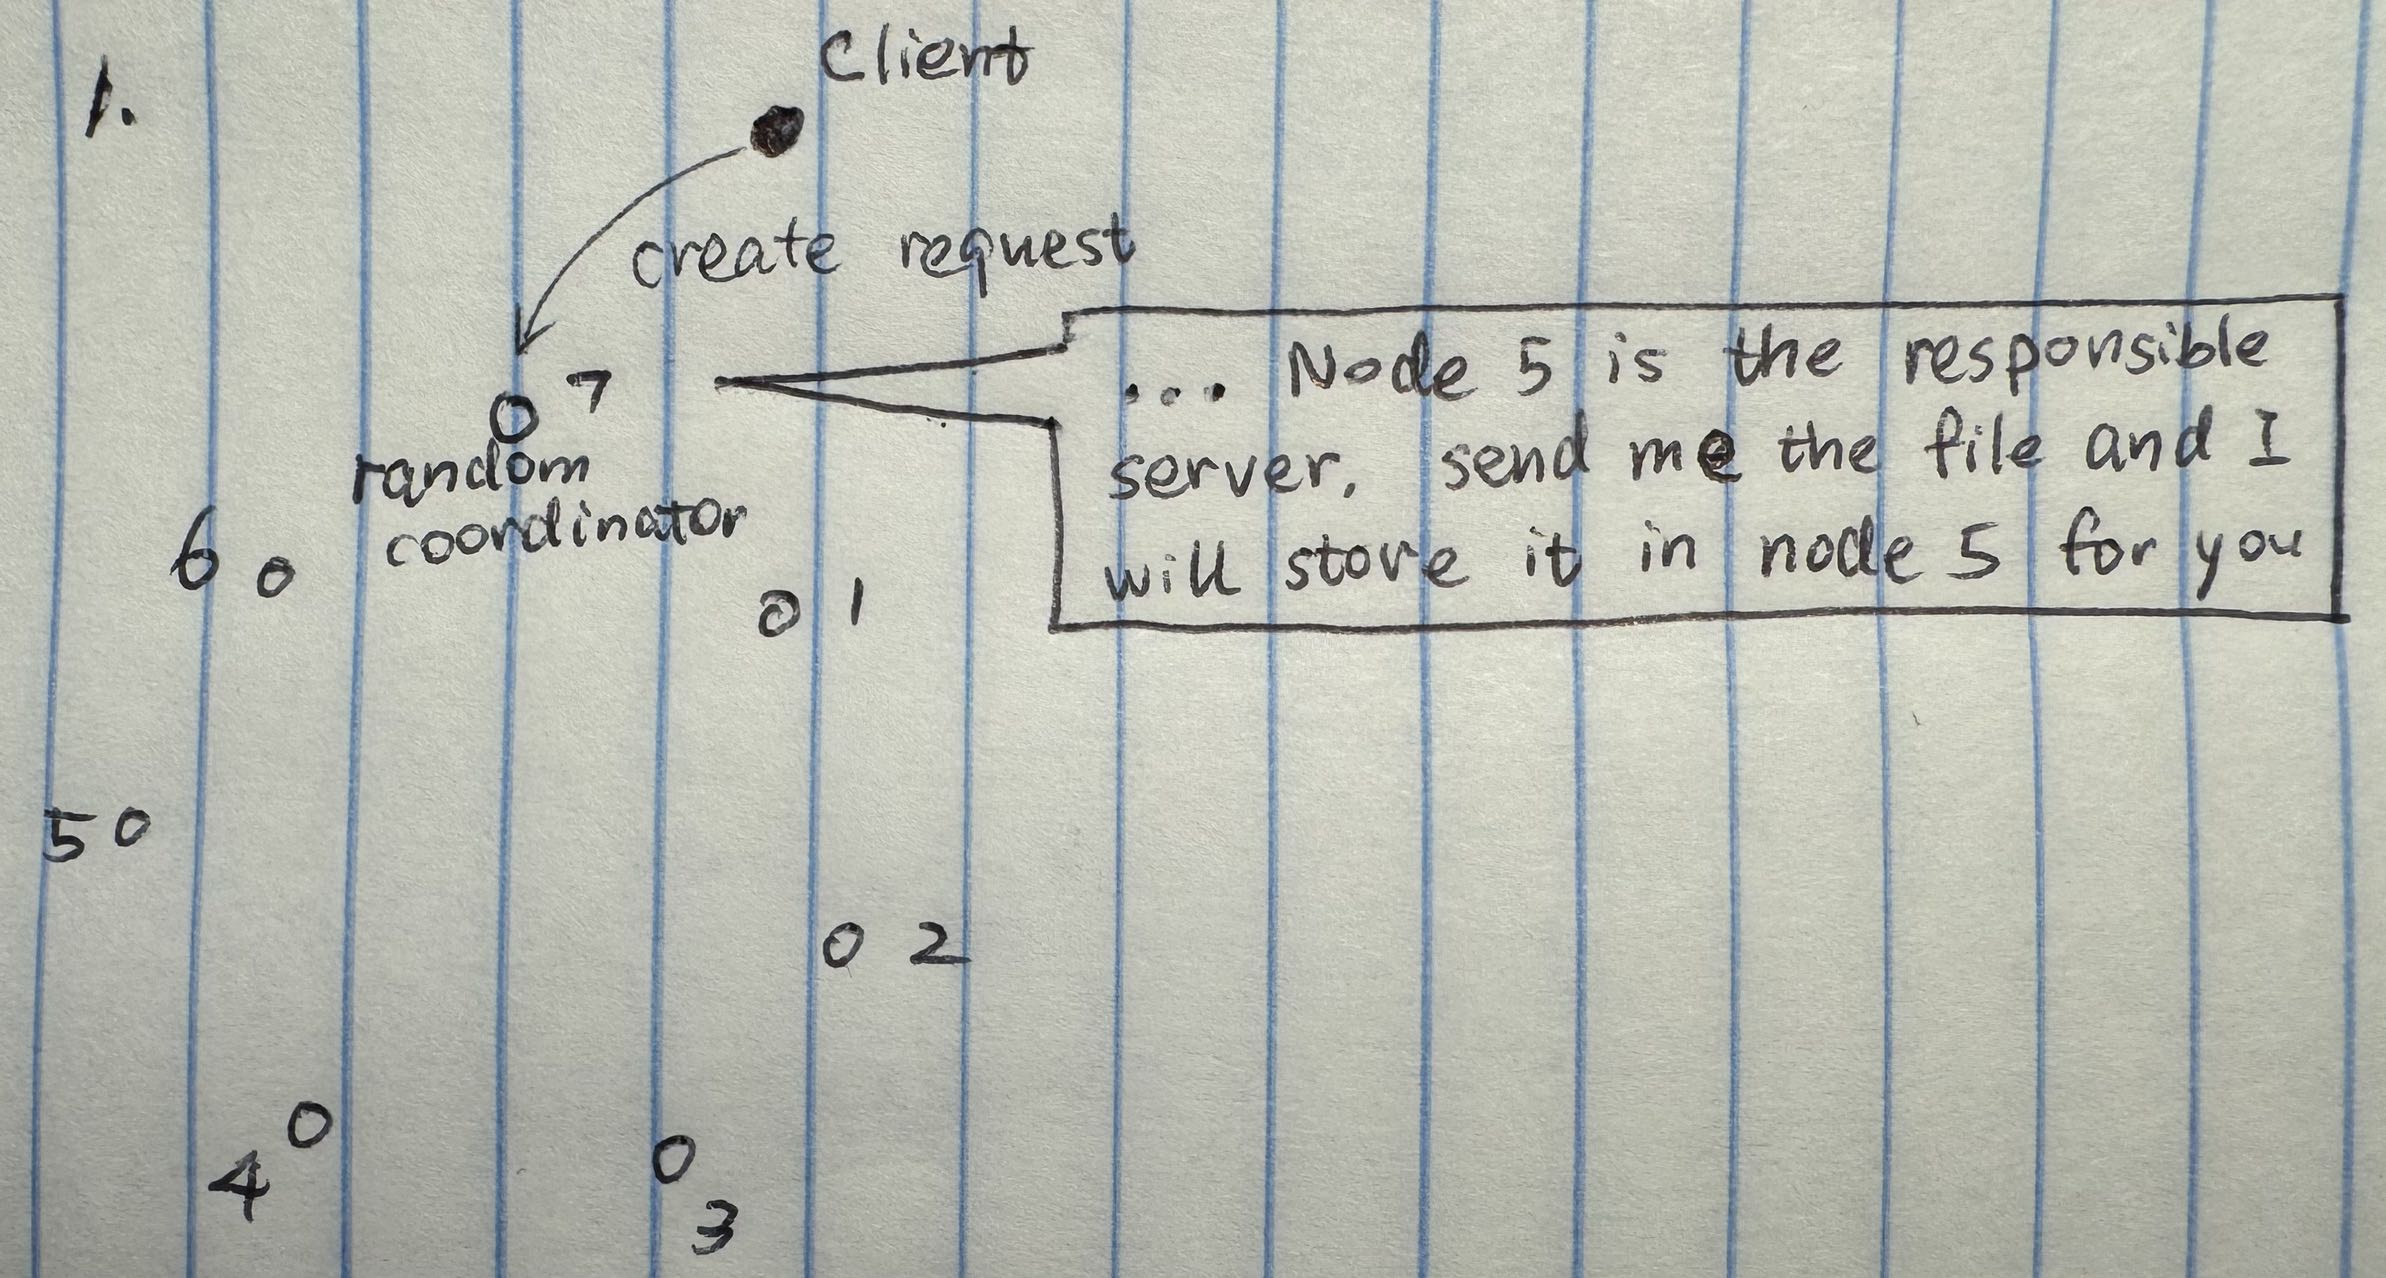 1.
Client
create request
7
random
coordinator
... Node 5 is the responsible
server, send me the file and I
will store it in node 5 for you
6
1
5
2
4
3